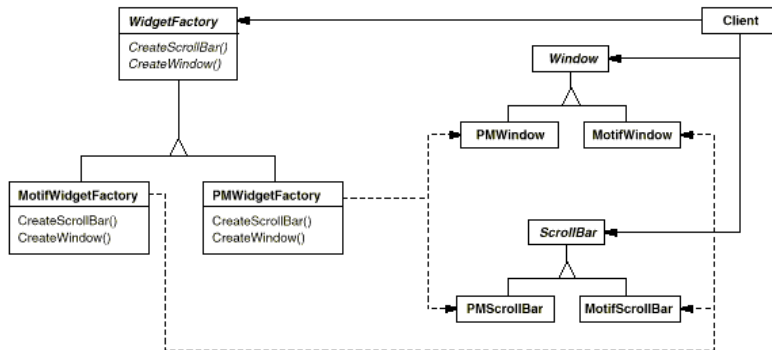 WidgetFactory
CreateScrollBar()
CreateWindow()
Client
Window
PMWindow
MotifWindow
MotifWidgetFactory
CreateScrollBar()
CreateWindow()
PMWidgetFactory
CreateScrollBar()
CreateWindow()
ScrollBar
PMScrollBar
MotifScrollBar